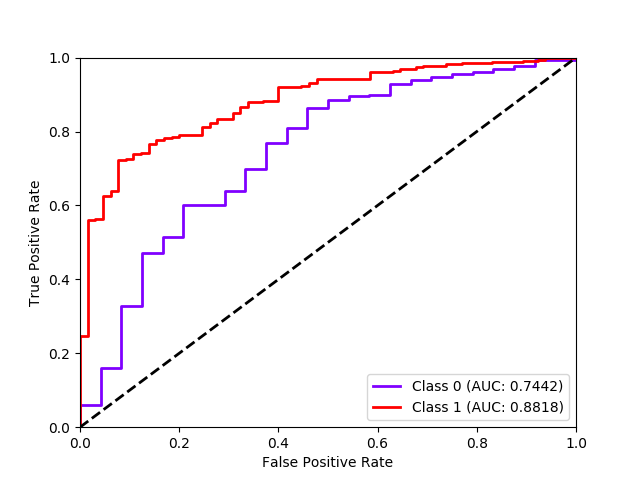 1.0
0.8
0.6
0.4
0.2
0.0
True Positive Rate
0.0 0.2 0.4 0.6 0.8 1.0
False Positive Rate
Class 0 (AUC: 0.7442)
Class 1 (AUC: 0.8818)